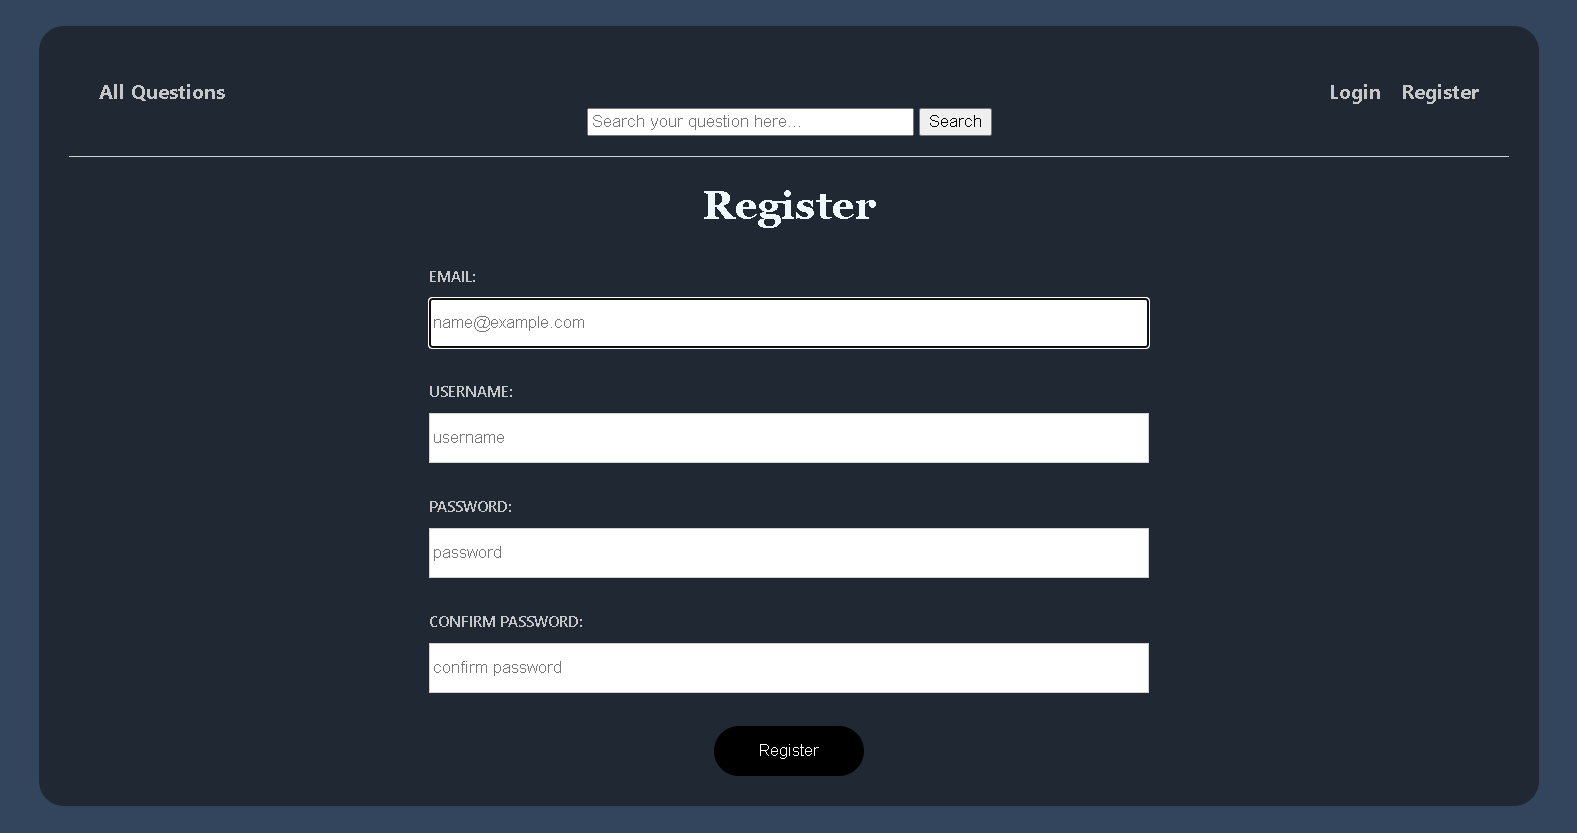 All Questions
Login Register
Search your question here... Search
Register
EMAIL:
name@example.com
USERNAME:
username
PASSWORD:
password
CONFIRM PASSWORD:
confirm password
Register